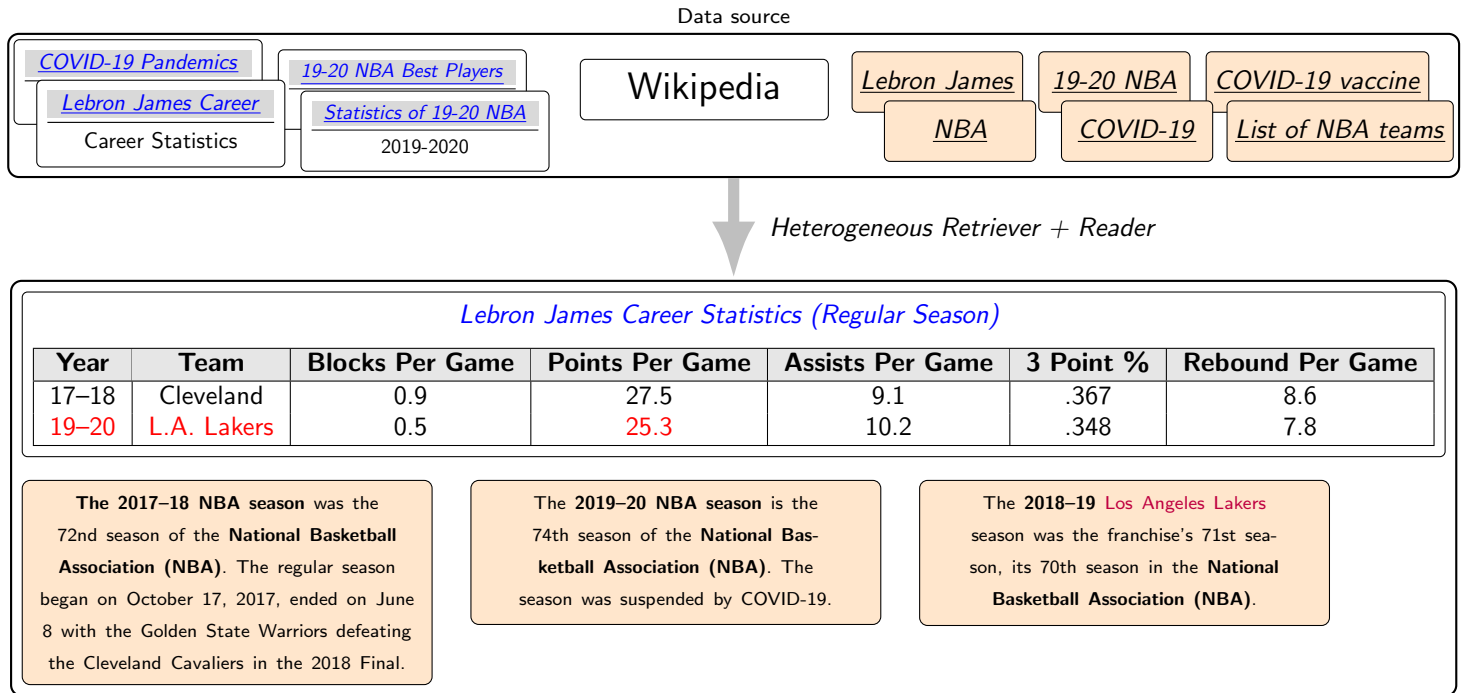 Data source
COVID-19 Pandemics
Lebron James Career
Career Statistics
19-20 NBA Best Players
Statistics of 19-20 NBA
2019-2020
Wikipedia
Lebron James
19-20 NBA
COVID-19 vaccine
NBA
COVID-19
List of NBA teams
Heterogeneous Retriever + Reader
Lebron James Career Statistics (Regular Season)
Year Team Blocks Per Game Points Per Game Assists Per Game 3 Point % Rebound Per Game
17–18 Cleveland 0.9 27.5 9.1 .367 8.6
19–20 L.A. Lakers 0.5 25.3 10.2 .348 7.8
The 2017–18 NBA season was the
72nd season of the National Basketball
Association (NBA). The regular season
began on October 17, 2017, ended on June
8 with the Golden State Warriors defeating
the Cleveland Cavaliers in the 2018 Final.
The 2019–20 NBA season is the
74th season of the National Bas-
ketball Association (NBA). The
season was suspended by COVID-19.
The 2018–19 Los Angeles Lakers
season was the franchise's 71st sea-
son, its 70th season in the National
Basketball Association (NBA).